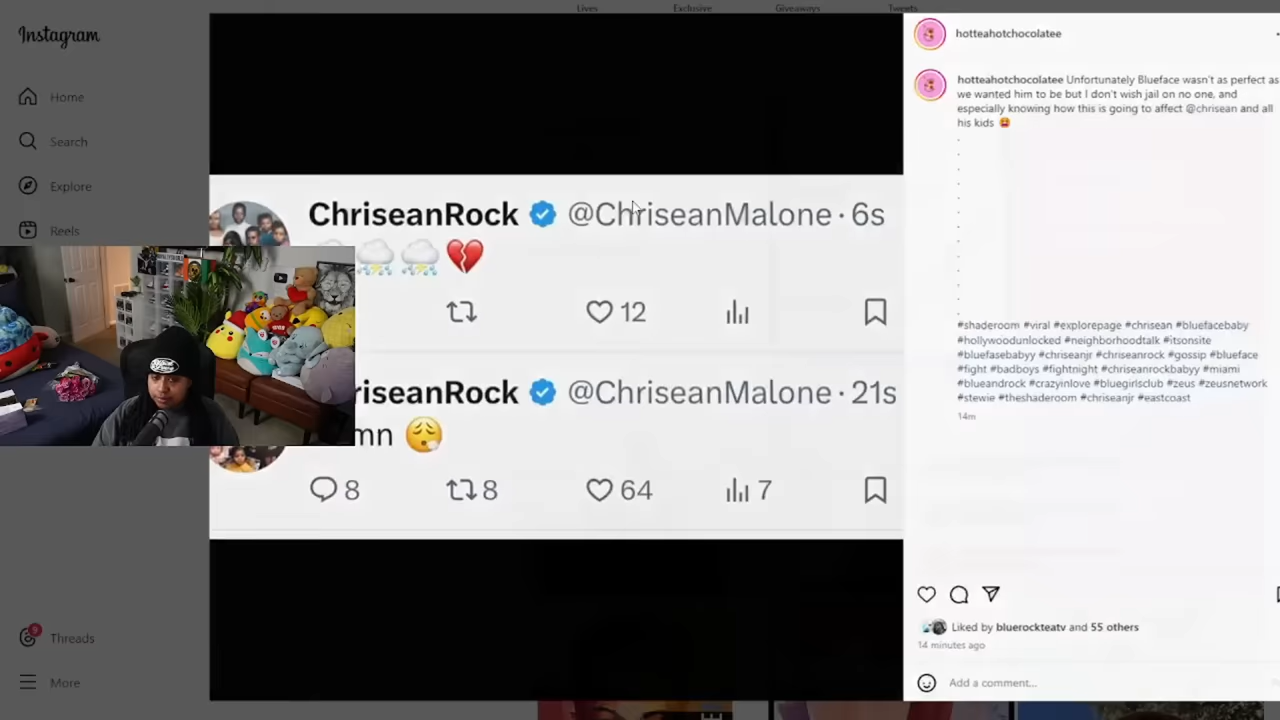 Lives Exclusive Giveaways Tweets
Instagram
Home
Search
Explore
Reels
9
Threads
More
ChriseanRock @ChriseanMalone · 6s
12
riseanRock @ChriseanMalone · 21s
mn
8 8 64 7
hotteahotchocolatee
hotteahotchocolatee Unfortunately Blueface wasn't as perfect as
we wanted him to be but I don't wish jail on no one, and
especially knowing how this is going to affect @chrisean and all
his kids 😫
.
.
.
.
.
.
.
.
.
.
.
.
.
#shaderoom #viral #explorepage #chrisean #bluefacebaby
#hollywoodunlocked #neighborhoodtalk #itsonsite
#bluefasebabyy #chriseanjr #chriseanrock #gossip #blueface
#fight #badboys #fightnight #chriseanrockbabyy #miami
#blueandrock #crazyinlove #bluegirlsclub #zeus #zeusnetwork
#stewie #theshaderoom #chriseanjr #eastcoast
14m
Liked by bluerockteatv and 55 others
14 minutes ago
Add a comment...